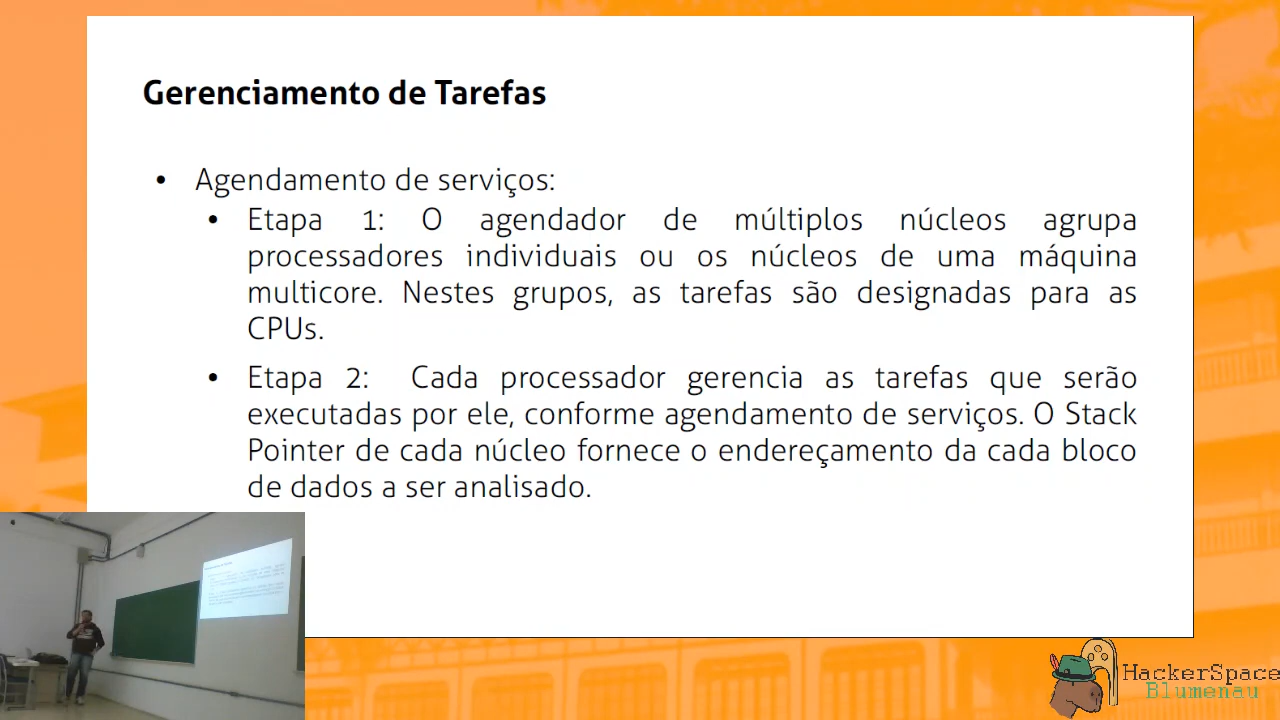 Gerenciamento de Tarefas
• Agendamento de serviços:
• Etapa 1: O agendador de múltiplos núcleos agrupa
processadores individuais ou os núcleos de uma máquina
multicore. Nestes grupos, as tarefas são designadas para as
CPUs.
• Etapa 2: Cada processador gerencia as tarefas que serão
executadas por ele, conforme agendamento de serviços. O Stack
Pointer de cada núcleo fornece o endereçamento da cada bloco
de dados a ser analisado.
HackerSpace
Blumenau